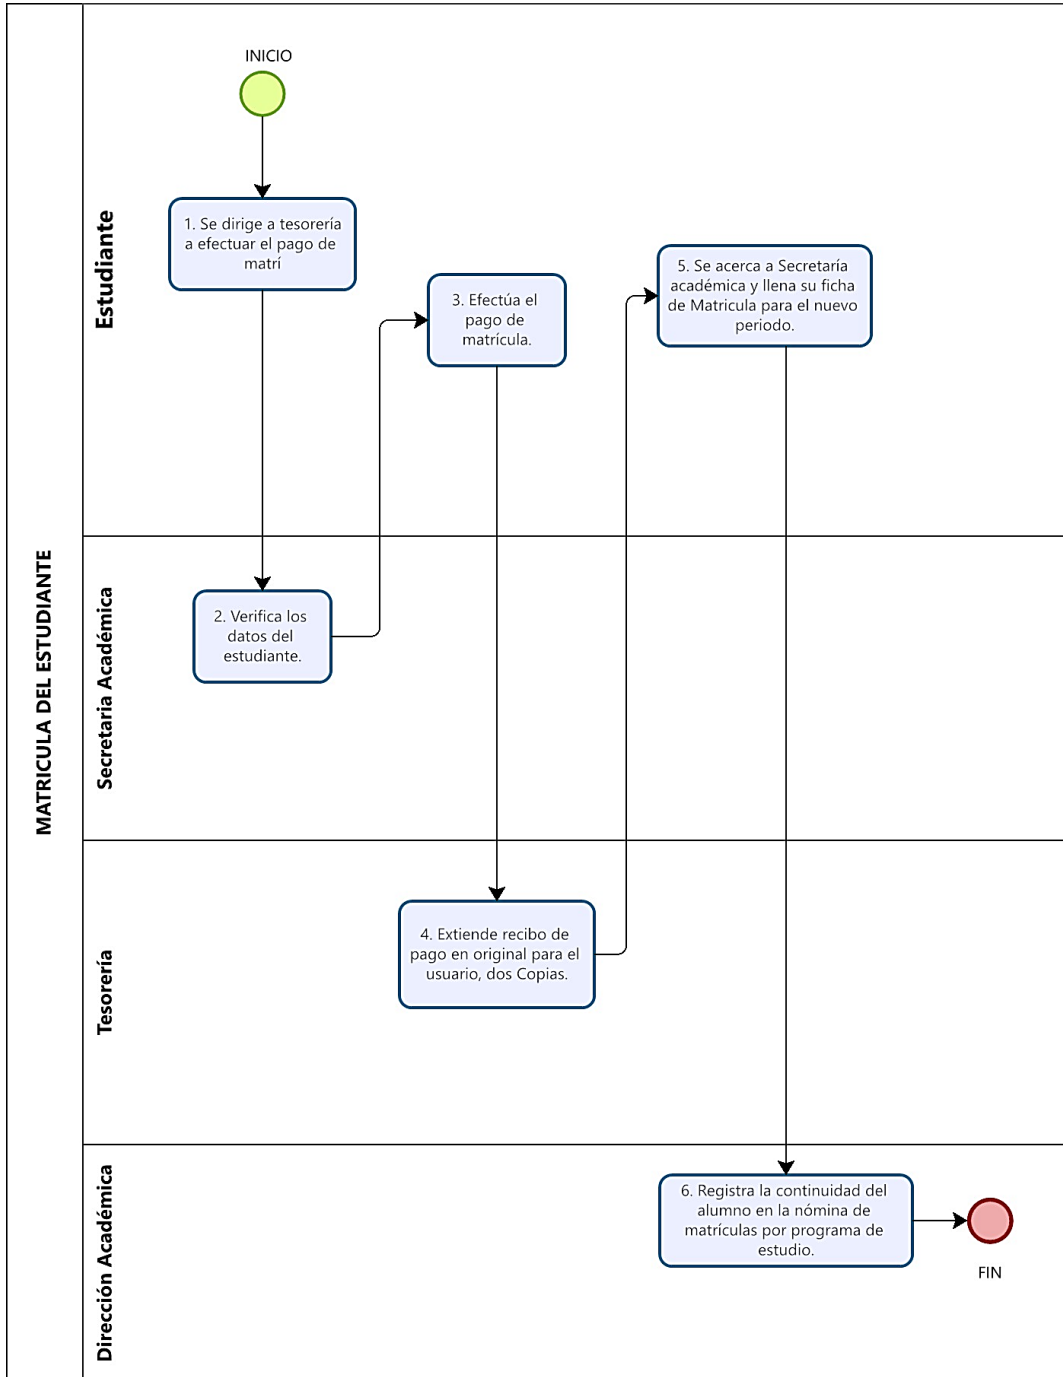 MATRICULA DEL ESTUDIANTE
Estudiante
INICIO
1. Se dirige a tesorería
a efectuar el pago de
matrí
3. Efectúa el
pago de
matrícula.
5. Se acerca a Secretaría
académica y llena su ficha
de Matricula para el nuevo
periodo.
Secretaria Académica
2. Verifica los
datos del
estudiante.
Tesorería
4. Extiende recibo de
pago en original para el
usuario, dos Copias.
Dirección Académica
6. Registra la continuidad del
alumno en la nómina de
matrículas por programa de
estudio.
FIN